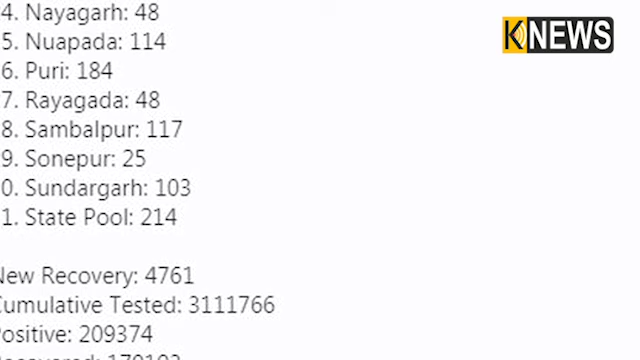 4. Nayagarh: 48
KNEWS
5. Nuapada: 114
6. Puri: 184
7. Rayagada: 48
8. Sambalpur: 117
9. Sonepur: 25
0. Sundargarh: 103
1. State Pool: 214
New Recovery: 4761
Cumulative Tested: 3111766
Positive: 209374